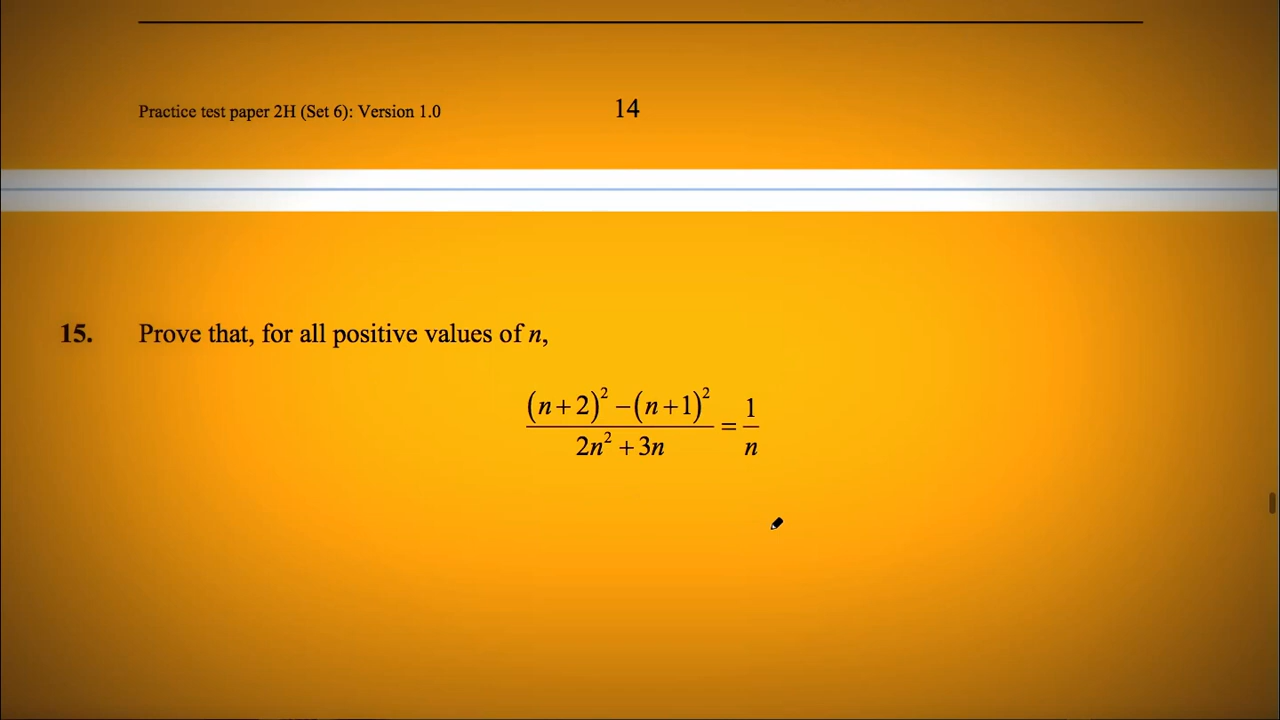 Practice test paper 2H (Set 6): Version 1.0 14
15. Prove that, for all positive values of n,
(n+2)² −(n+1)² / 2n² +3n = 1/n